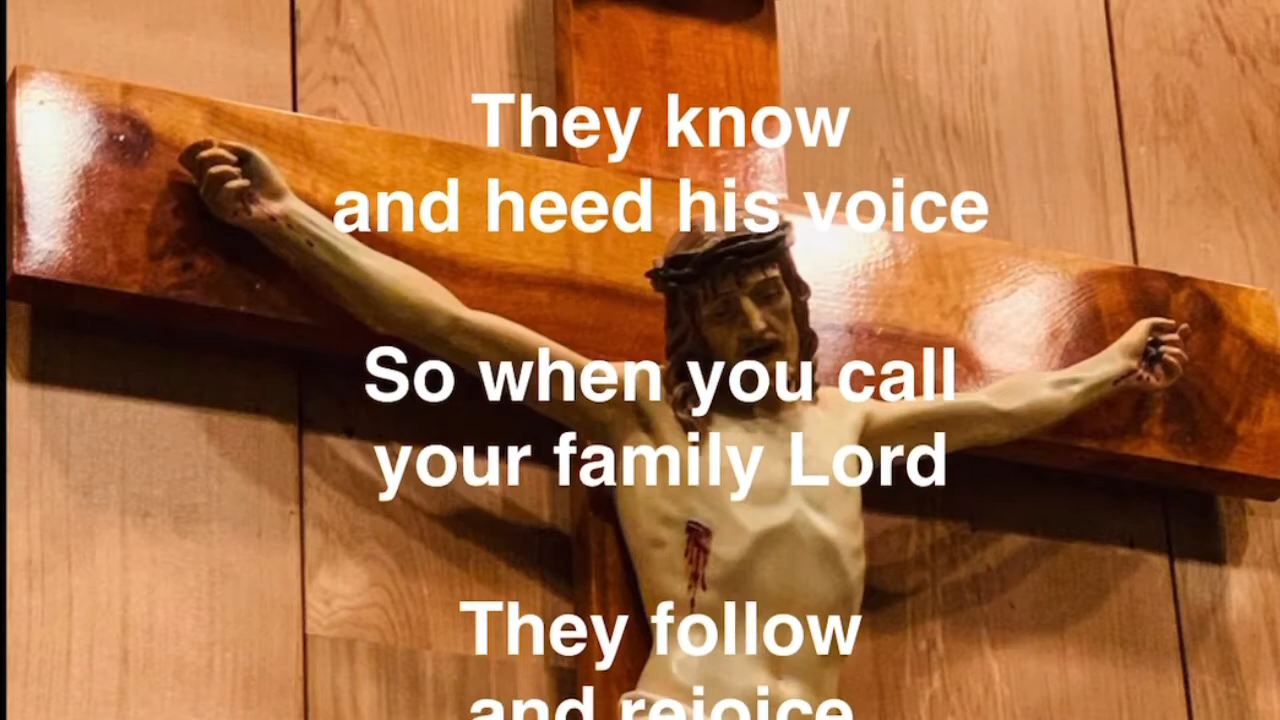 They know
and heed his voice
So when you call
your family Lord
They follow
and rejoice